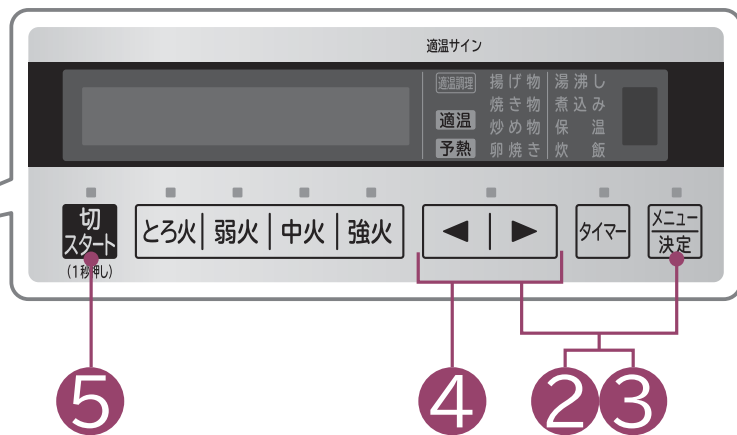 適温サイン
適温調理 揚げ物 湯沸し
焼き物 煮込み
適温 炒め物 保温
予熱 卵焼き 炊飯
切
スタート
(1秒押し)
とろ火 弱火 中火 強火
◀ ▶
タイマー
メニュー
決定
5 4 2 3